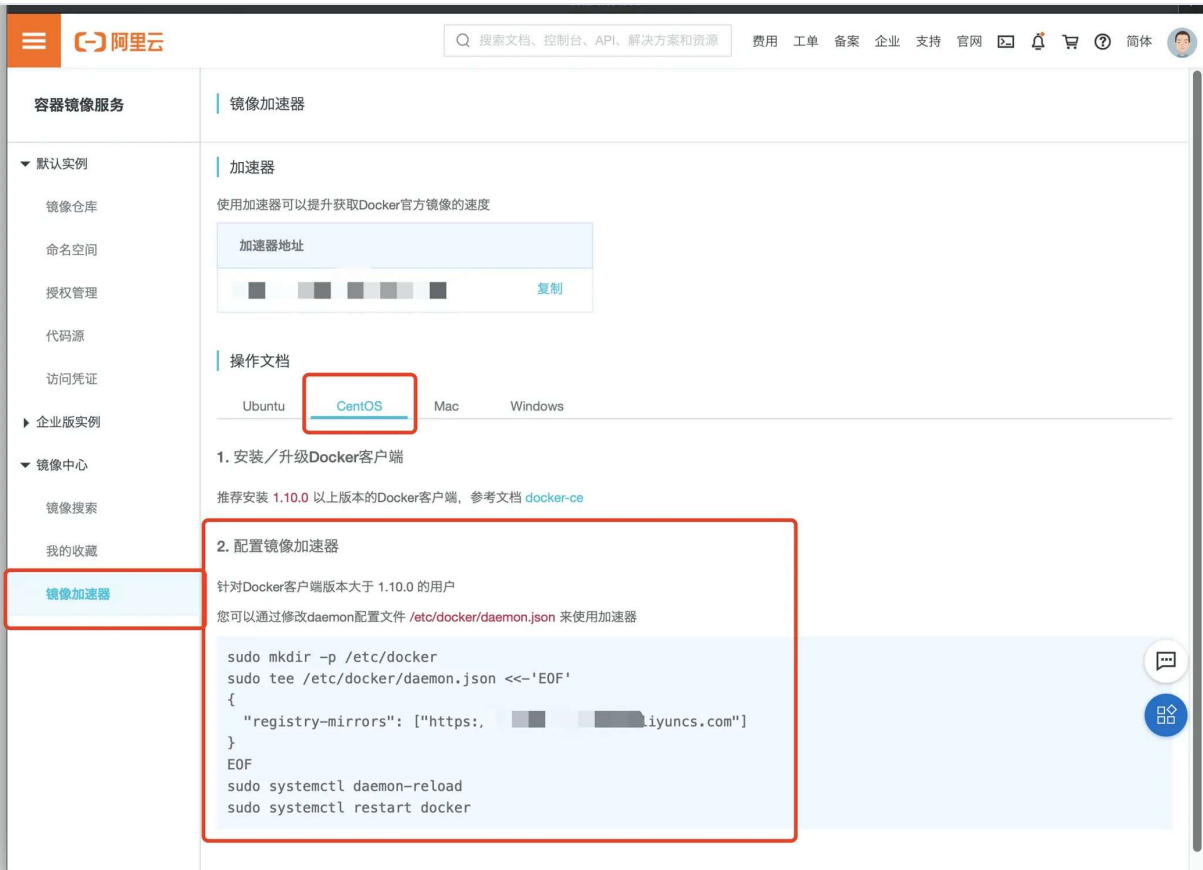 阿里云
搜索文档、控制台、API、解决方案和资源
费用 工单 备案 企业 支持 官网 简体
容器镜像服务
镜像加速器
默认实例
镜像仓库
命名空间
授权管理
代码源
访问凭证
企业版实例
镜像中心
镜像搜索
我的收藏
镜像加速器
加速器
使用加速器可以提升获取Docker官方镜像的速度
加速器地址
复制
操作文档
Ubuntu CentOS Mac Windows
1. 安装／升级Docker客户端
推荐安装 1.10.0 以上版本的Docker客户端，参考文档 docker-ce
2. 配置镜像加速器
针对Docker客户端版本大于 1.10.0 的用户
您可以通过修改daemon配置文件 /etc/docker/daemon.json 来使用加速器
sudo mkdir -p /etc/docker
sudo tee /etc/docker/daemon.json <<-'EOF'
{
"registry-mirrors": ["https: liyuncs.com"]
}
EOF
sudo systemctl daemon-reload
sudo systemctl restart docker